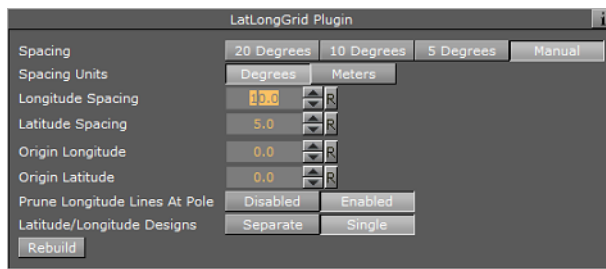 LatLongGrid Plugin i
Spacing 20 Degrees 10 Degrees 5 Degrees Manual
Spacing Units Degrees Meters
Longitude Spacing 10.0 R
Latitude Spacing 5.0 R
Origin Longitude 0.0 R
Origin Latitude 0.0 R
Prune Longitude Lines At Pole Disabled Enabled
Latitude/Longitude Designs Separate Single
Rebuild